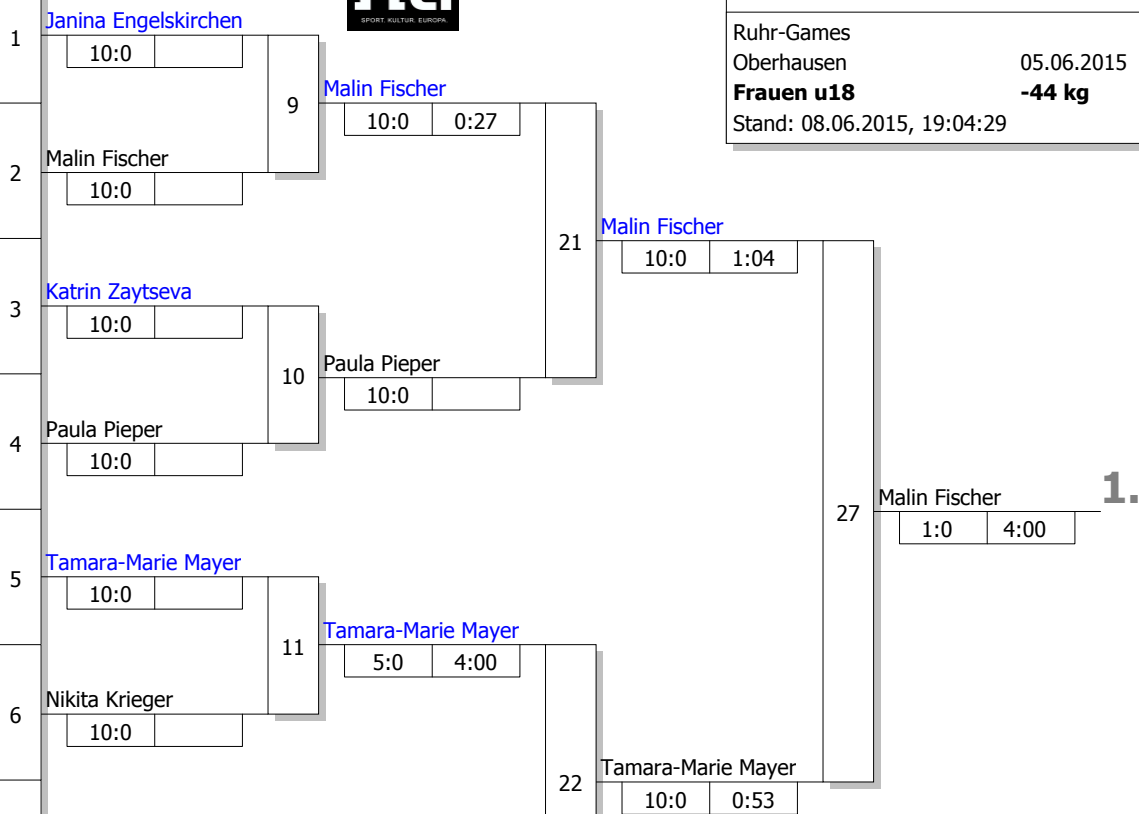 SPORT. KULTUR. EUROPA.
Ruhr-Games
Oberhausen 05.06.2015
Frauen u18 -44 kg
Stand: 08.06.2015, 19:04:29
1
Janina Engelskirchen
10:0
9
Malin Fischer
10:0 0:27
2
Malin Fischer
10:0
21
Malin Fischer
10:0 1:04
3
Katrin Zaytseva
10:0
10
Paula Pieper
10:0
4
Paula Pieper
10:0
27
Malin Fischer
1.
1:0 4:00
5
Tamara-Marie Mayer
10:0
11
Tamara-Marie Mayer
5:0 4:00
6
Nikita Krieger
10:0
22
Tamara-Marie Mayer
10:0 0:53